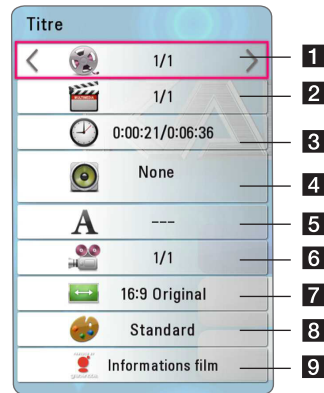 Titre
1/1 1
1/1 2
0:00:21/0:06:36 3
None 4
A --- 5
1/1 6
16:9 Original 7
Standard 8
Informations film 9